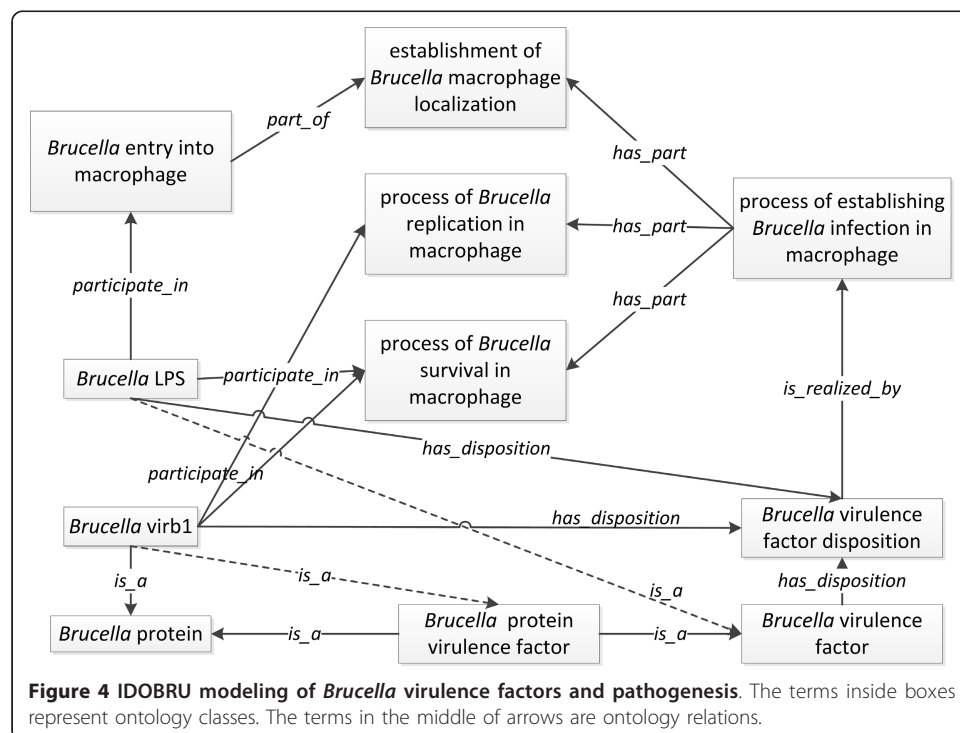 establishment of
Brucella macrophage
localization
part_of
Brucella entry into
macrophage
has_part
process of Brucella
replication in
macrophage
has_part
process of establishing
Brucella infection in
macrophage
participate_in
has_part
process of Brucella
survival in
macrophage
Brucella LPS
participate_in
is_realized_by
has_disposition
participate_in
Brucella virb1
has_disposition
Brucella virulence
factor disposition
is_a
is_a
is_a
has_disposition
Brucella protein
is_a
Brucella protein
virulence factor
is_a
Brucella virulence
factor
Figure 4 IDOBRU modeling of Brucella virulence factors and pathogenesis. The terms inside boxes
represent ontology classes. The terms in the middle of arrows are ontology relations.